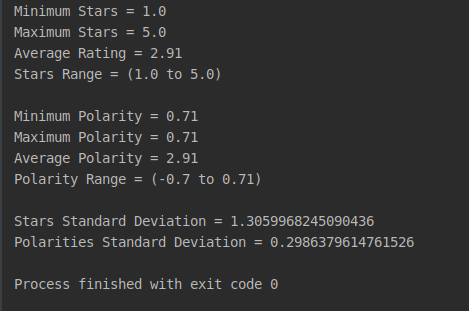 Minimum Stars = 1.0
Maximum Stars = 5.0
Average Rating = 2.91
Stars Range = (1.0 to 5.0)
Minimum Polarity = 0.71
Maximum Polarity = 0.71
Average Polarity = 2.91
Polarity Range = (-0.7 to 0.71)
Stars Standard Deviation = 1.3059968245090436
Polarities Standard Deviation = 0.2986379614761526
Process finished with exit code 0